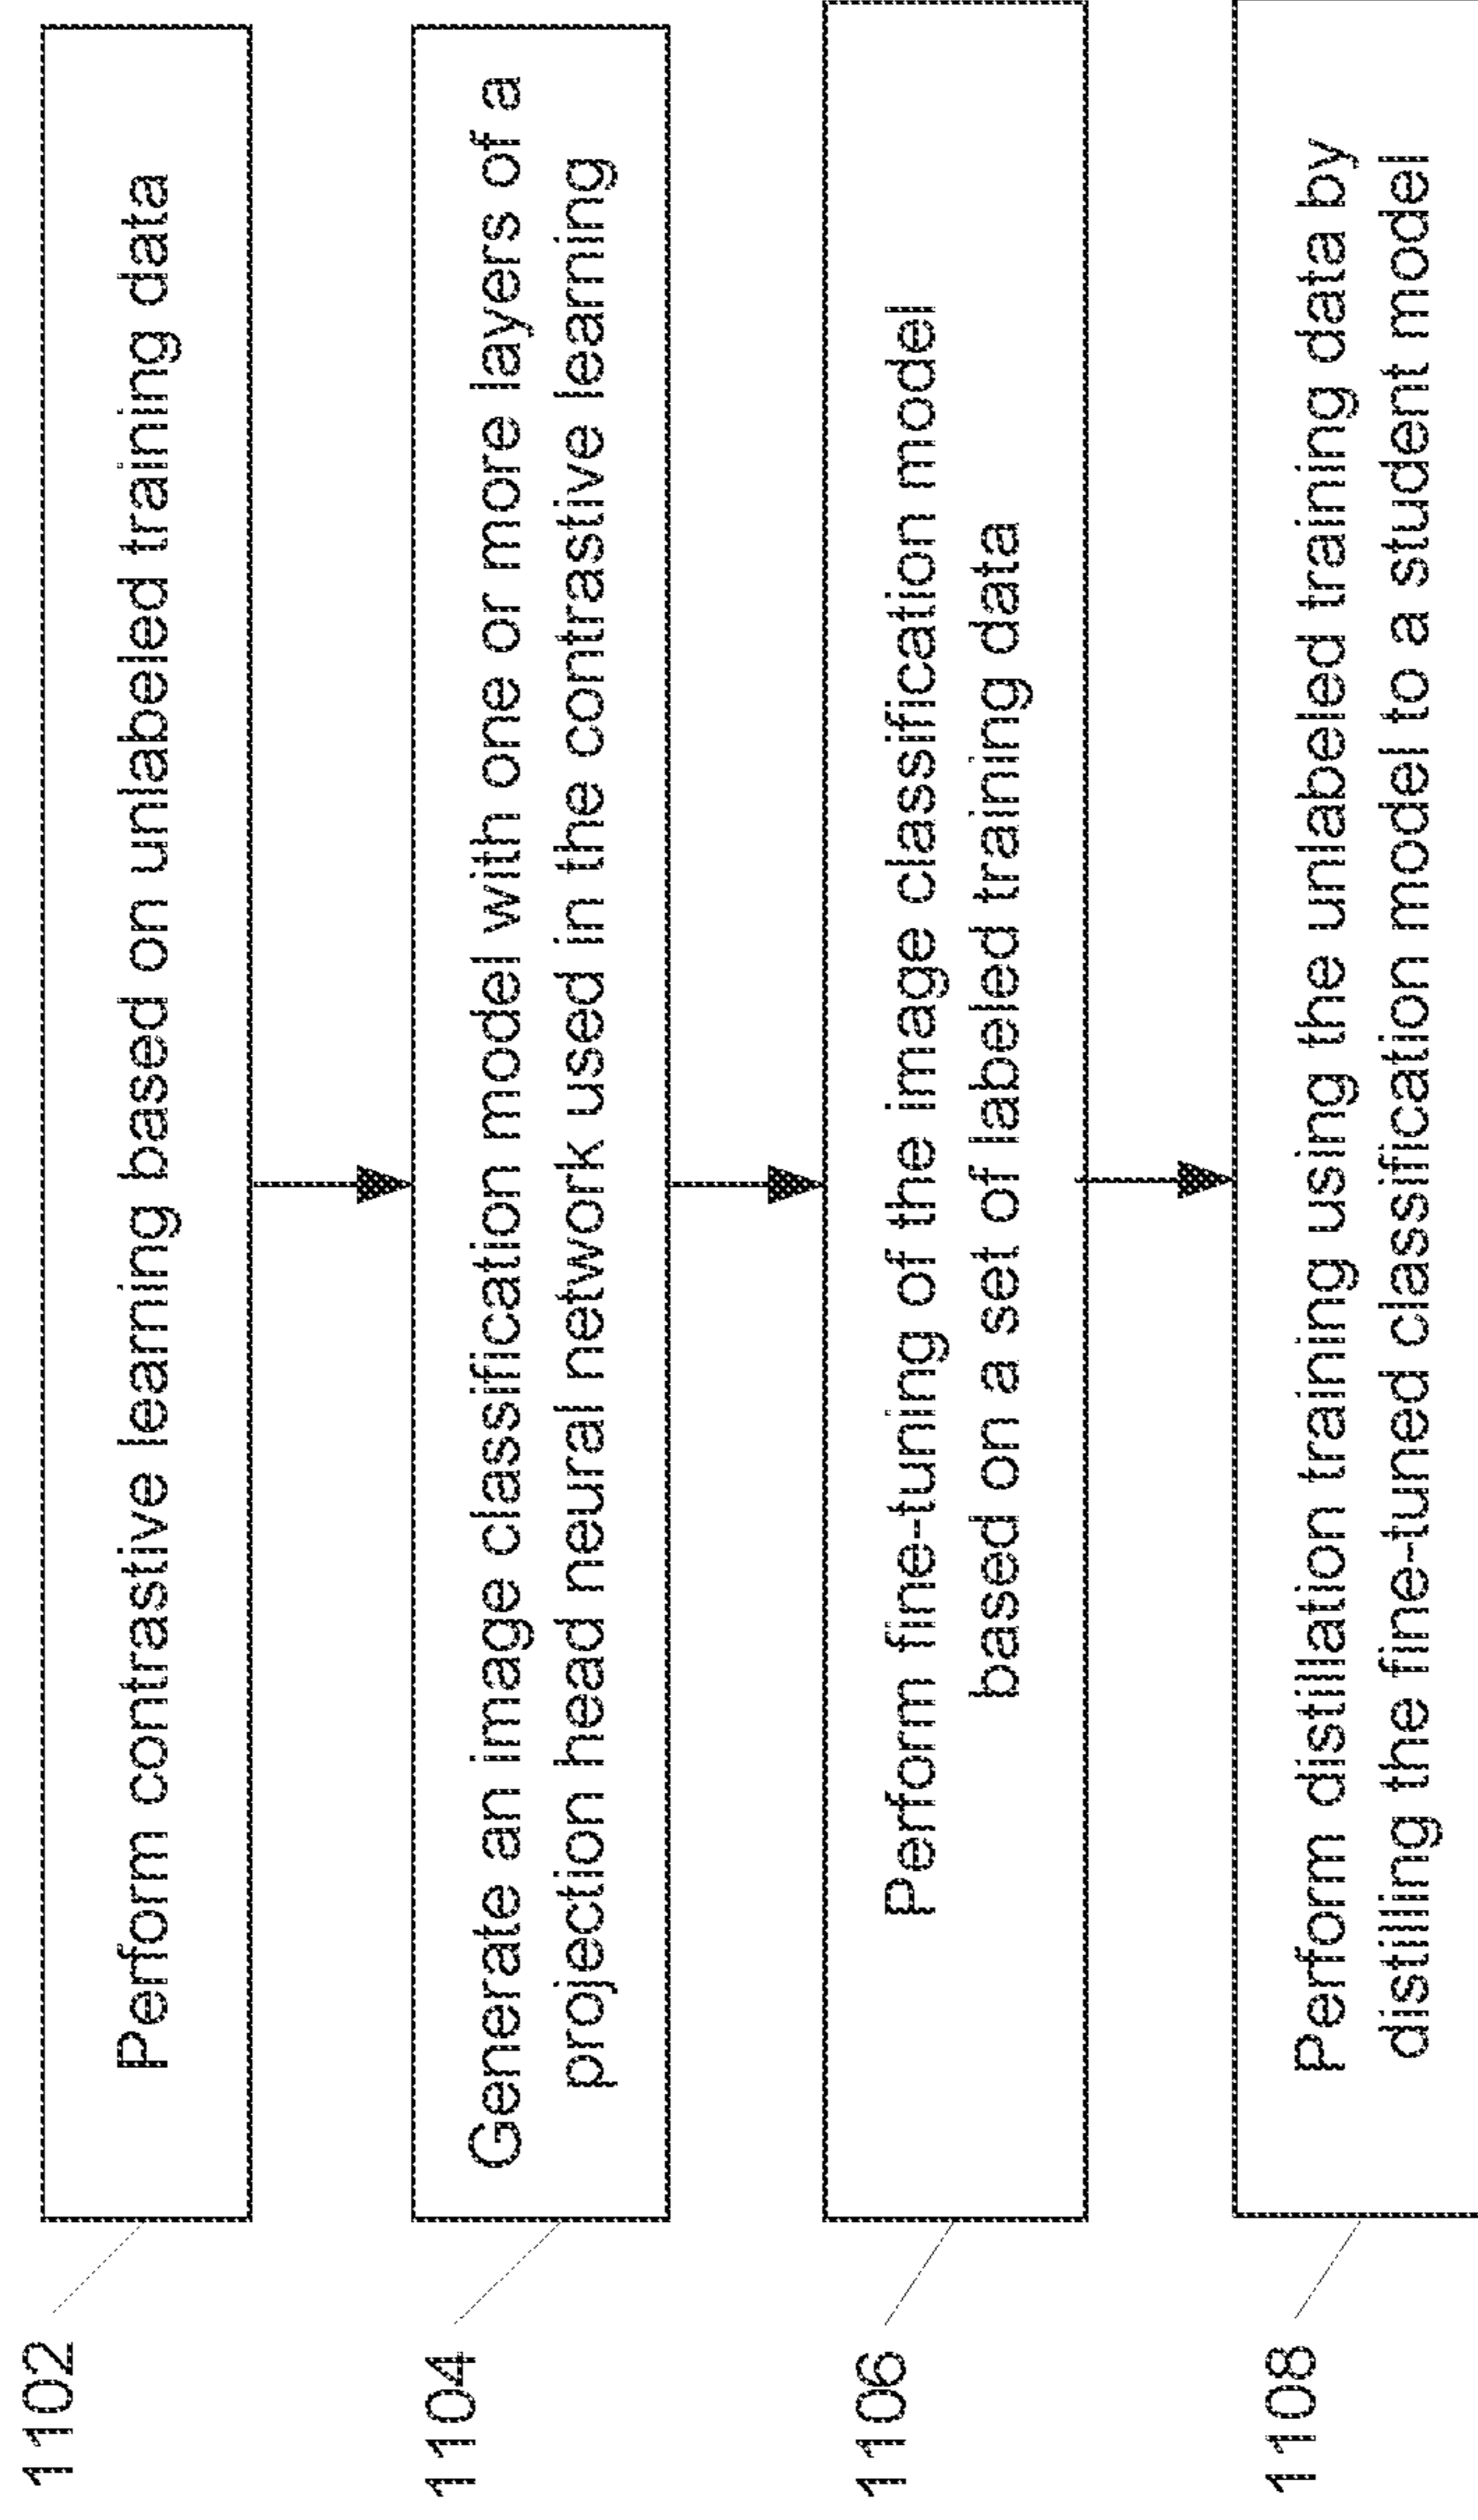 1102
Perform contrastive learning based on unlabeled training data
1104
Generate an image classification model with one or more layers of a
projection head neural network used in the contrastive learning
1106
Perform fine-tuning of the image classification model
based on a set of labeled training data
1108
Perform distillation training using the unlabeled training data by
distilling the fine-tuned classification model to a student model